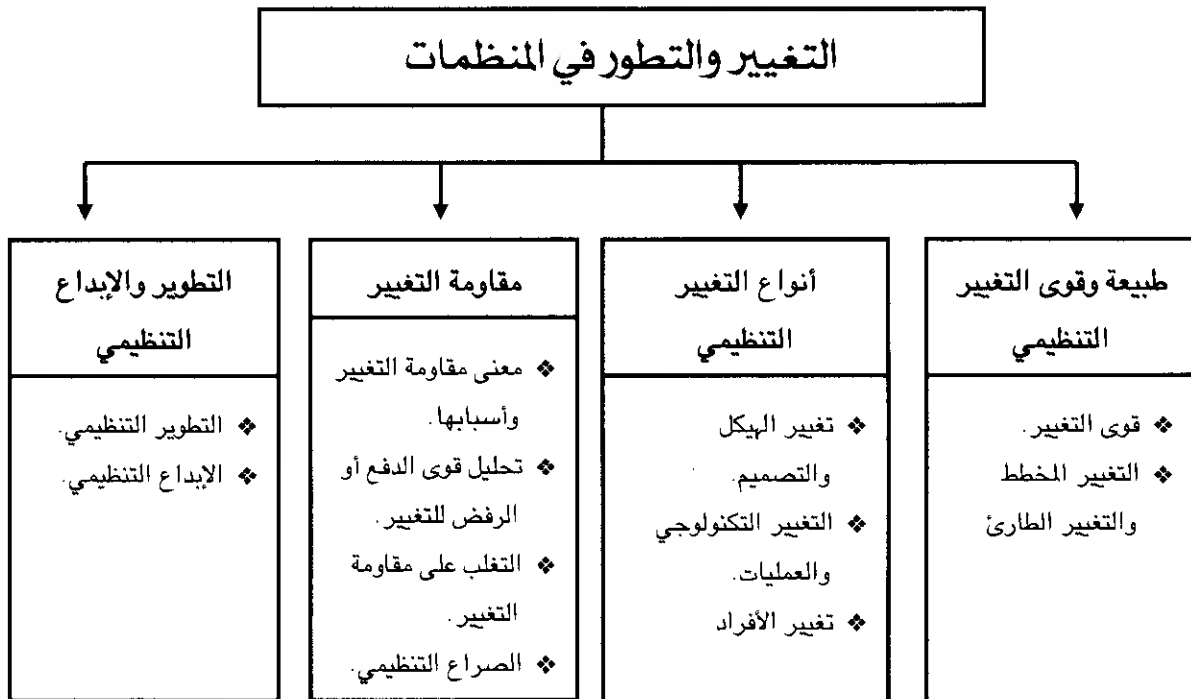 التغيير والتطور في المنظمات
طبيعة وقوى التغيير
التنظيمي
❖ قوى التغيير.
❖ التغيير المخطط
والتغيير الطارئ
أنواع التغيير
التنظيمي
❖ تغيير الهيكل
والتصميم.
❖ التغيير التكنولوجي
والعمليات.
❖ تغيير الأفراد
مقاومة التغيير
❖ معنى مقاومة التغيير
وأسبابها.
❖ تحليل قوى الدفع أو
الرفض للتغيير.
❖ التغلب على مقاومة
التغيير.
❖ الصراع التنظيمي.
التطوير والإبداع
التنظيمي
❖ التطوير التنظيمي.
❖ الإبداع التنظيمي.